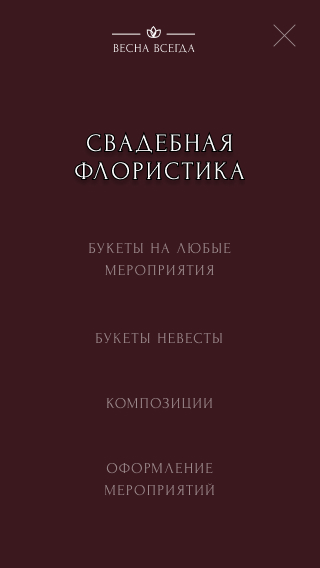 ВЕСНА ВСЕГДА
СВАДЕБНАЯ
ФЛОРИСТИКА
БУКЕТЫ НА ЛЮБЫЕ
МЕРОПРИЯТИЯ
БУКЕТЫ НЕВЕСТЫ
КОМПОЗИЦИИ
ОФОРМЛЕНИЕ
МЕРОПРИЯТИЙ